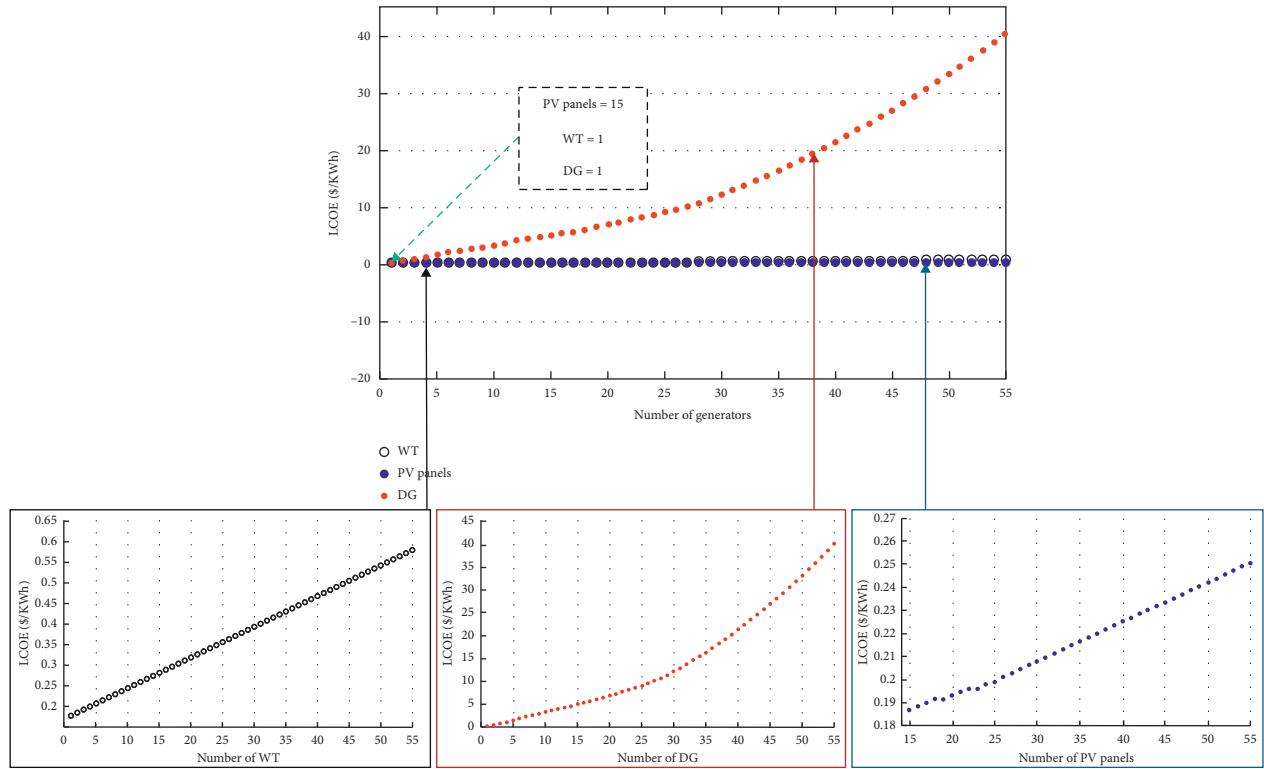 40
30
20
10
0
–10
–20
LCOE ($/KWh)
PV panels = 15
WT = 1
DG = 1
0 5 10 15 20 25 30 35 40 45 50 55
Number of generators
WT
PV panels
DG
0.65
0.6
0.55
0.5
0.45
0.4
0.35
0.3
0.25
0.2
LCOE ($/KWh)
0 5 10 15 20 25 30 35 40 45 50 55
Number of WT
45
40
35
30
25
20
15
10
5
0
LCOE ($/KWh)
0 5 10 15 20 25 30 35 40 45 50 55
Number of DG
0.27
0.26
0.25
0.24
0.23
0.22
0.21
0.2
0.19
0.18
LCOE ($/KWh)
15 20 25 30 35 40 45 50 55
Number of PV panels